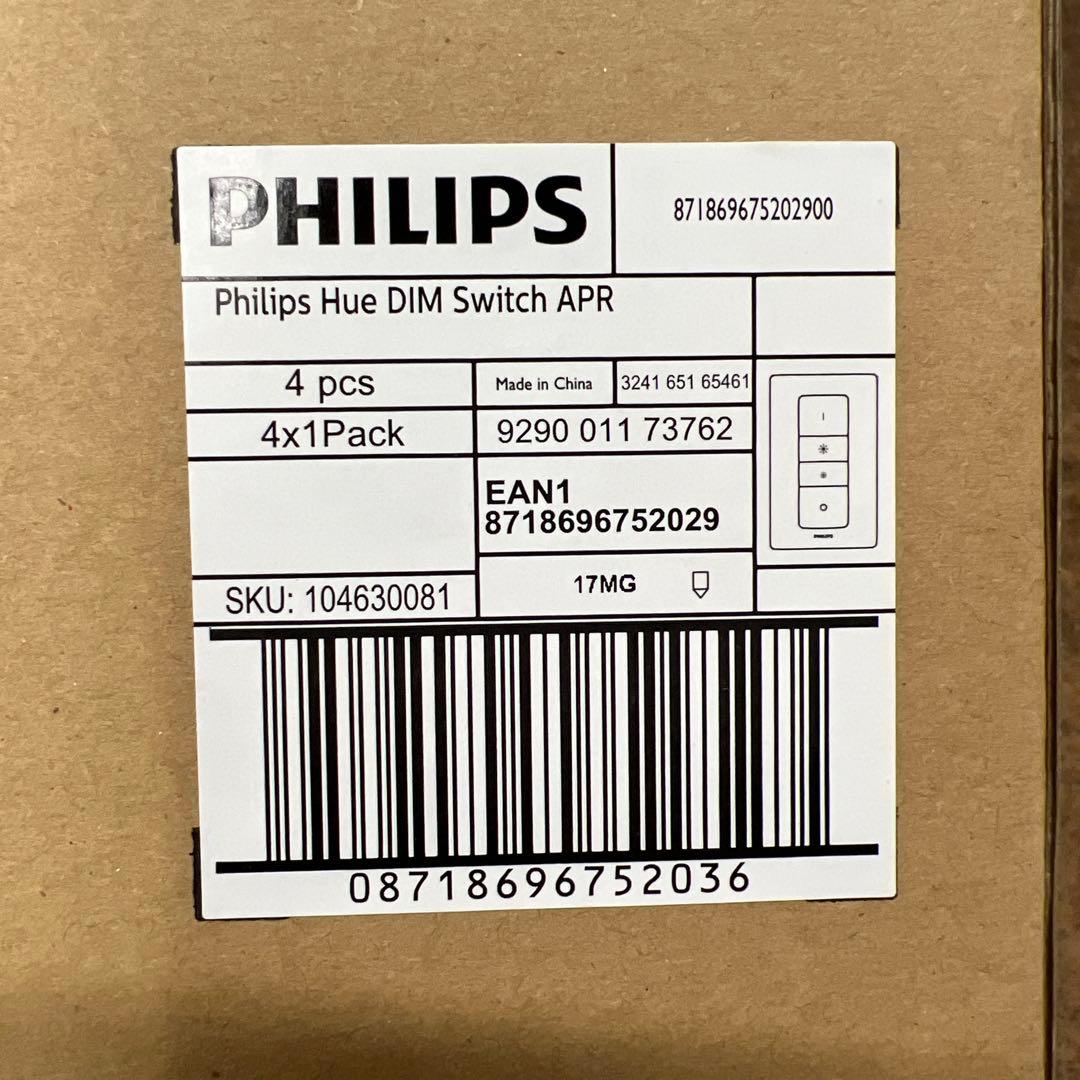 PHILIPS
871869675202900
Philips Hue DIM Switch APR
4 pcs
Made in China
3241 651 65461
4x1Pack
9290 011 73762
EAN1
8718696752029
PHILIPS
SKU: 104630081
17MG
08718696752036